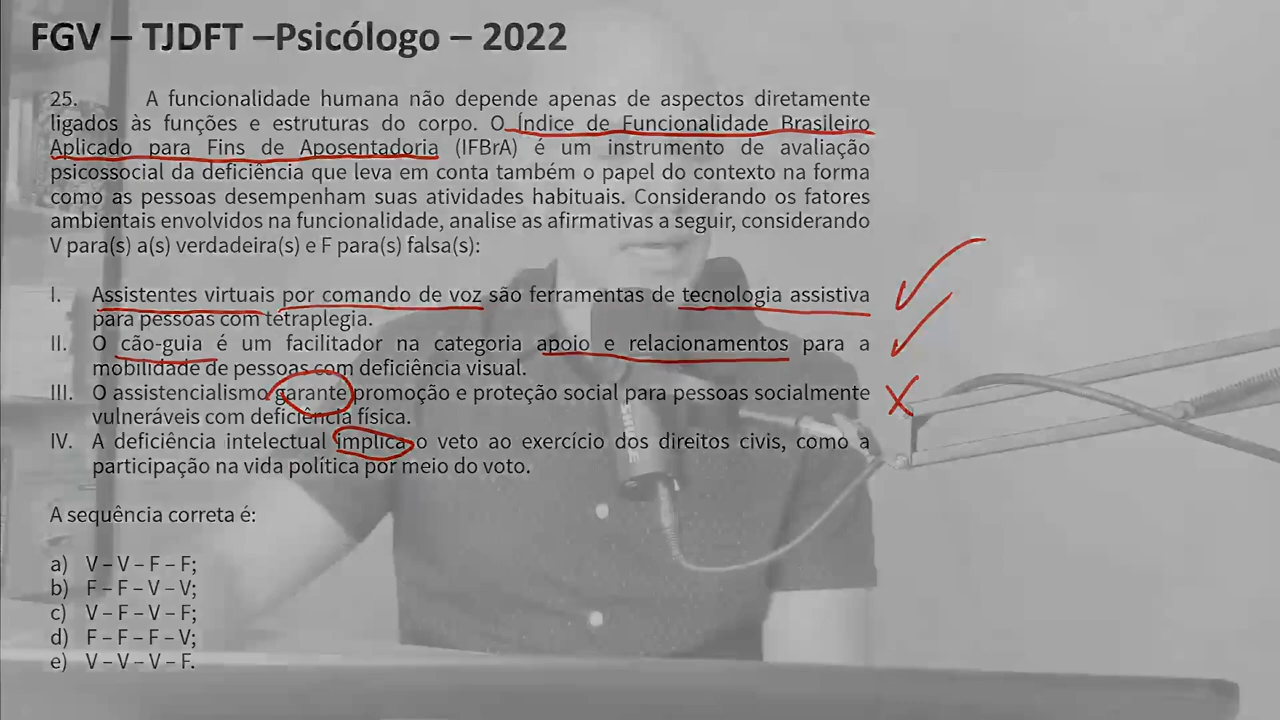 FGV – TJDFT –Psicólogo – 2022
25. A funcionalidade humana não depende apenas de aspectos diretamente
ligados às funções e estruturas do corpo. O Índice de Funcionalidade Brasileiro
Aplicado para Fins de Aposentadoria (IFBrA) é um instrumento de avaliação
psicossocial da deficiência que leva em conta também o papel do contexto na forma
como as pessoas desempenham suas atividades habituais. Considerando os fatores
ambientais envolvidos na funcionalidade, analise as afirmativas a seguir, considerando
V para(s) a(s) verdadeira(s) e F para(s) falsa(s):
I. Assistentes virtuais por comando de voz são ferramentas de tecnologia assistiva
para pessoas com tetraplegia.
II. O cão-guia é um facilitador na categoria apoio e relacionamentos para a
mobilidade de pessoas com deficiência visual.
III. O assistencialismo garante promoção e proteção social para pessoas socialmente
vulneráveis com deficiência física.
IV. A deficiência intelectual implica o veto ao exercício dos direitos civis, como a
participação na vida política por meio do voto.
A sequência correta é:
a) V – V – F – F;
b) F – F – V – V;
c) V – F – V – F;
d) F – F – F – V;
e) V – V – V – F.
SHURE